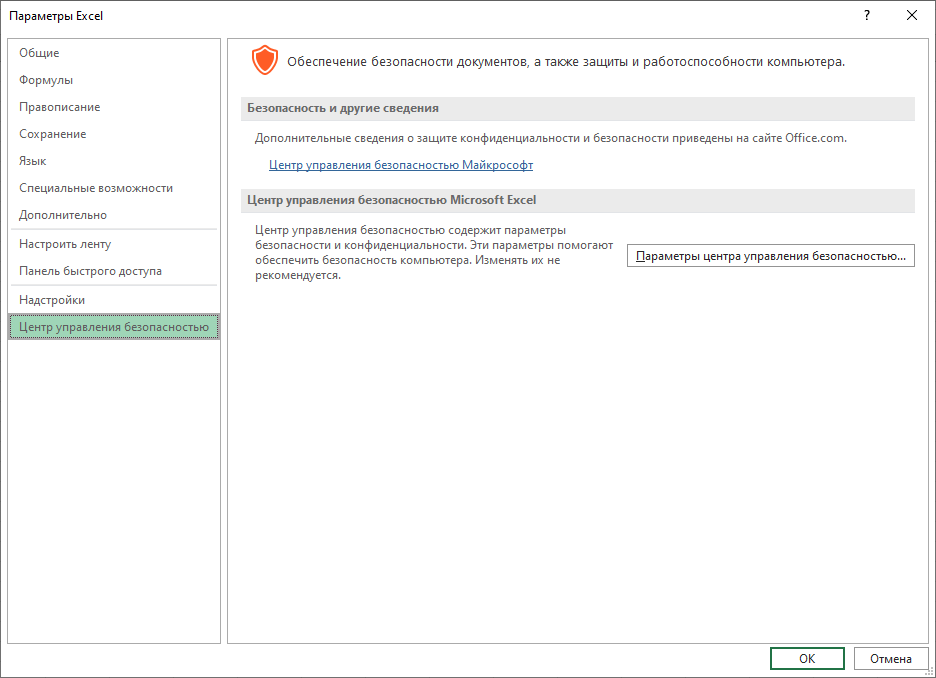 Параметры Excel
?
Общие
Формулы
Правописание
Сохранение
Язык
Специальные возможности
Дополнительно
Настроить ленту
Панель быстрого доступа
Надстройки
Центр управления безопасностью
Обеспечение безопасности документов, а также защиты и работоспособности компьютера.
Безопасность и другие сведения
Дополнительные сведения о защите конфиденциальности и безопасности приведены на сайте Office.com.
Центр управления безопасностью Майкрософт
Центр управления безопасностью Microsoft Excel
Центр управления безопасностью содержит параметры
безопасности и конфиденциальности. Эти параметры помогают
обеспечить безопасность компьютера. Изменять их не
рекомендуется.
Параметры центра управления безопасностью...
ОК
Отмена